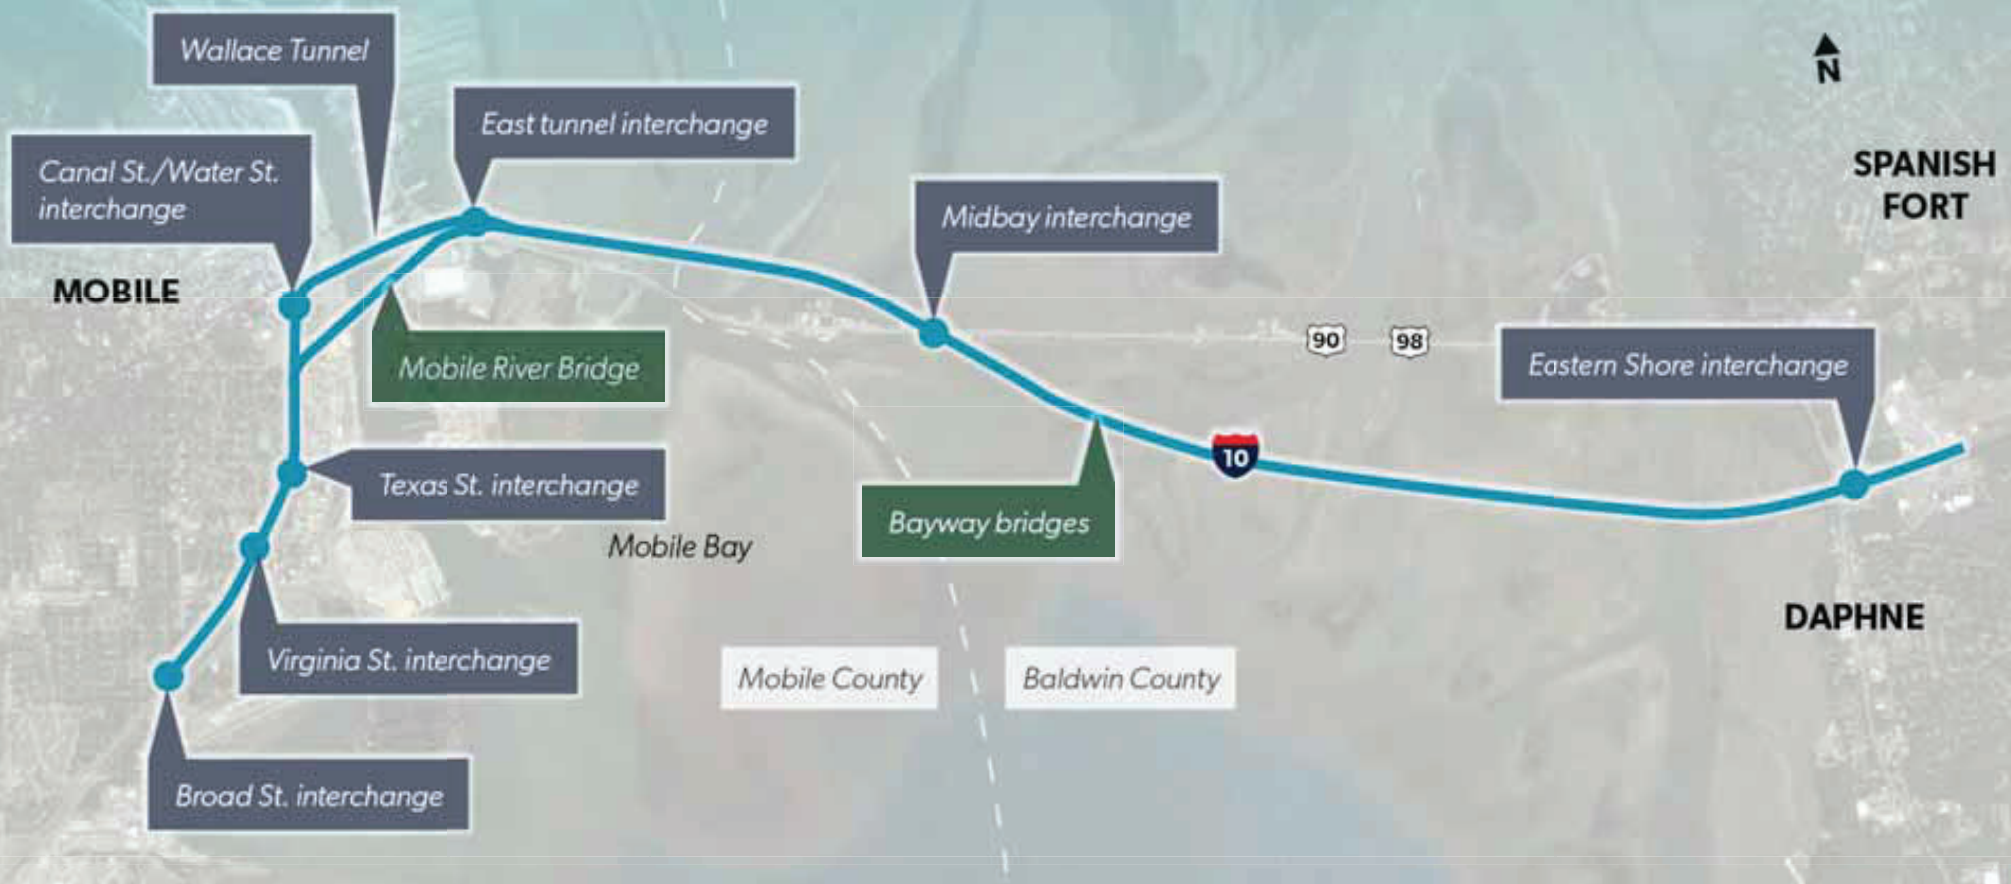 Wallace Tunnel
N
East tunnel interchange
Canal St./Water St.
interchange
SPANISH
FORT
Midbay interchange
MOBILE
90
98
Mobile River Bridge
Eastern Shore interchange
10
Texas St. interchange
Bayway bridges
Mobile Bay
DAPHNE
Virginia St. interchange
Mobile County
Baldwin County
Broad St. interchange